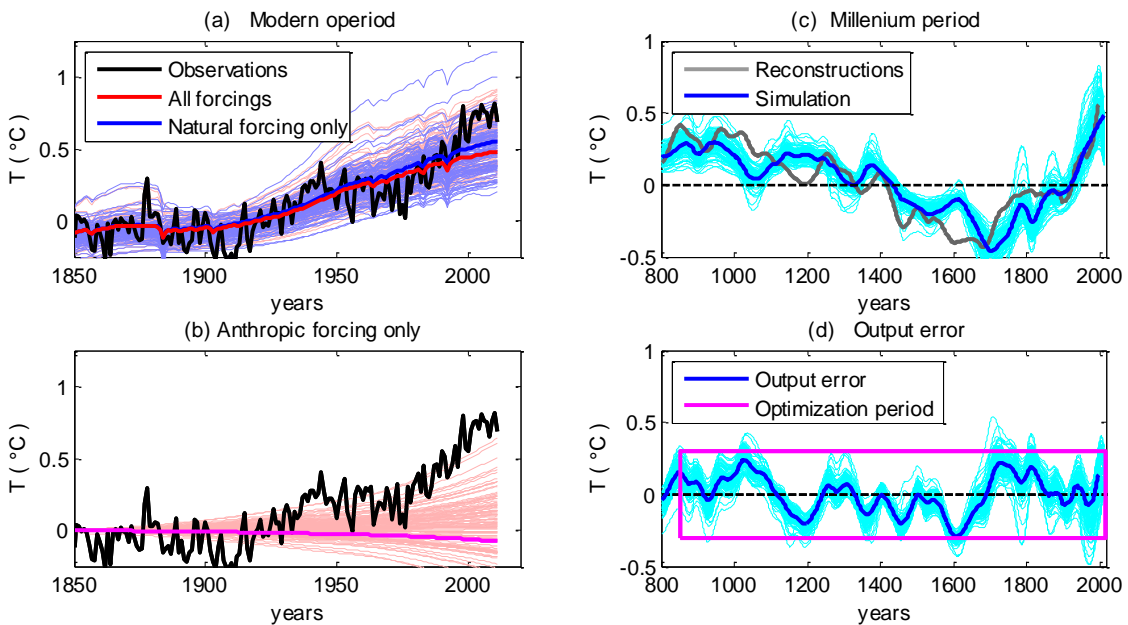 (a) Modern operiod
T ( °C )
1
0.5
0
Observations
All forcings
Natural forcing only
1850 1900 1950 2000
years
(c) Millenium period
T ( °C )
1
0.5
0
-0.5
Reconstructions
Simulation
800 1000 1200 1400 1600 1800 2000
years
(b) Anthropic forcing only
T ( °C )
1
0.5
0
1850 1900 1950 2000
years
(d) Output error
T ( °C )
1
0.5
0
-0.5
Output error
Optimization period
800 1000 1200 1400 1600 1800 2000
years